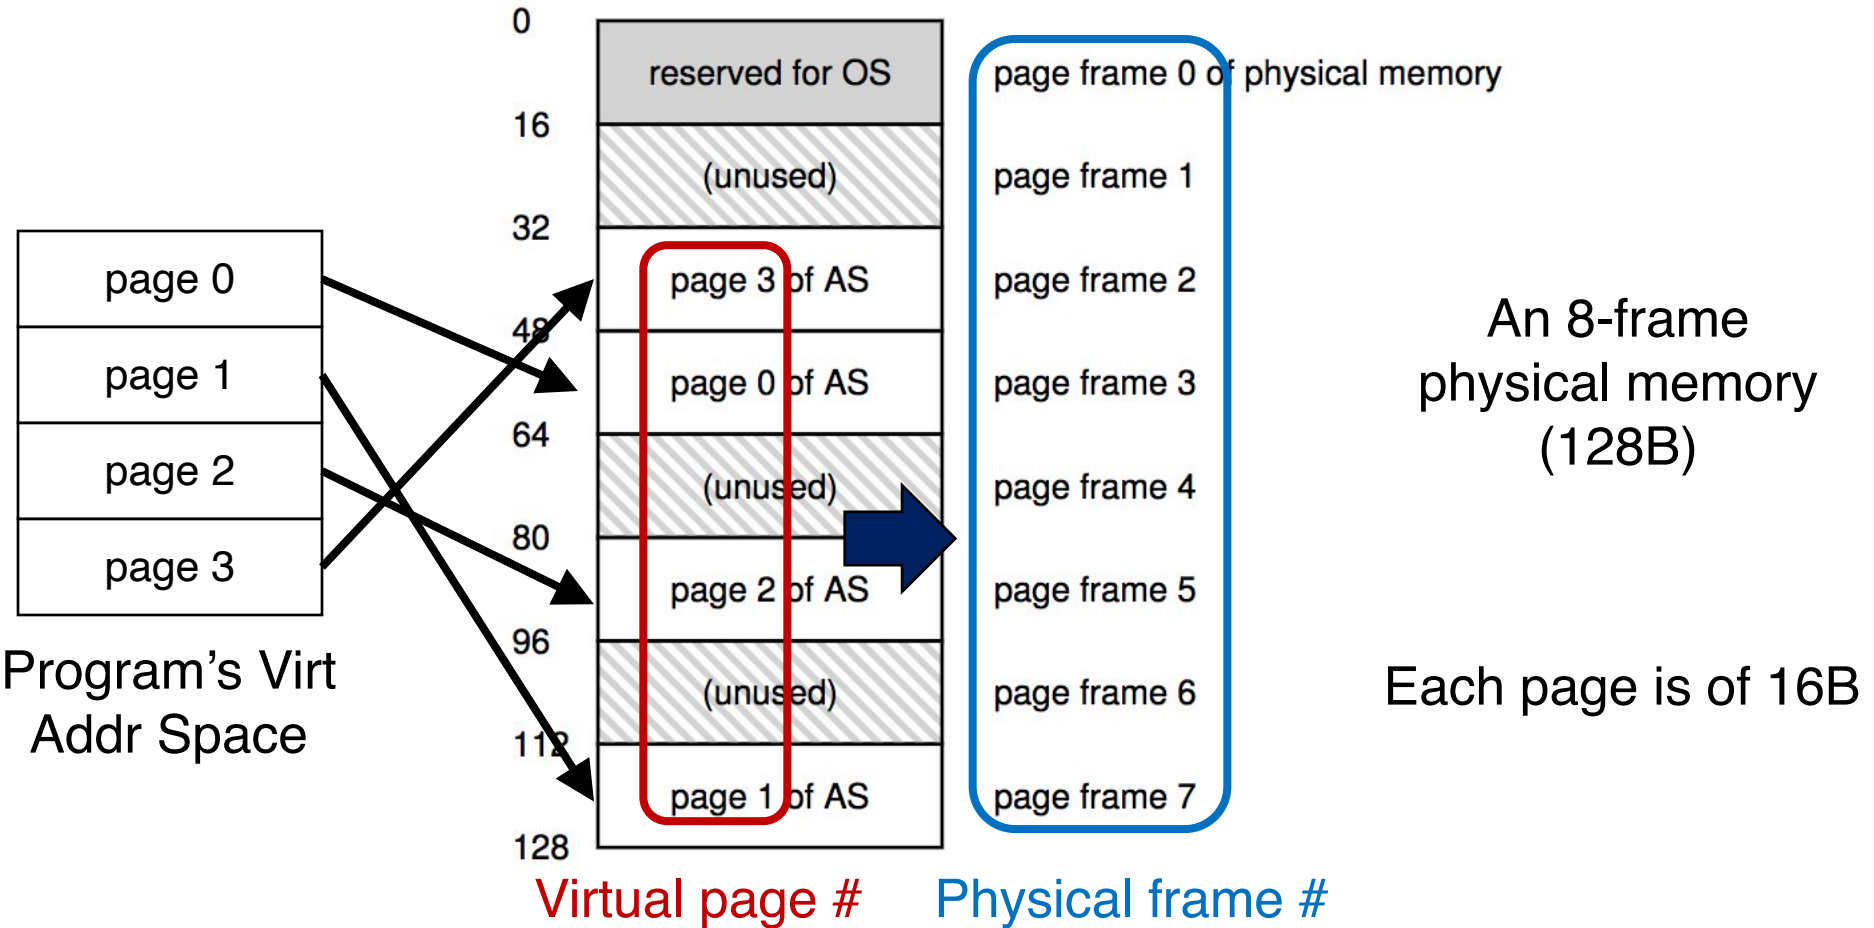 0
reserved for OS
page frame 0 of physical memory
16
(unused)
page frame 1
32
page 0
page 3 of AS
page frame 2
48
page 1
page 0 of AS
page frame 3
An 8-frame
physical memory
(128B)
64
page 2
(unused)
page frame 4
80
page 3
page 2 of AS
page frame 5
96
Program's Virt
Addr Space
(unused)
page frame 6
Each page is of 16B
112
page 1 of AS
page frame 7
128
Virtual page #
Physical frame #